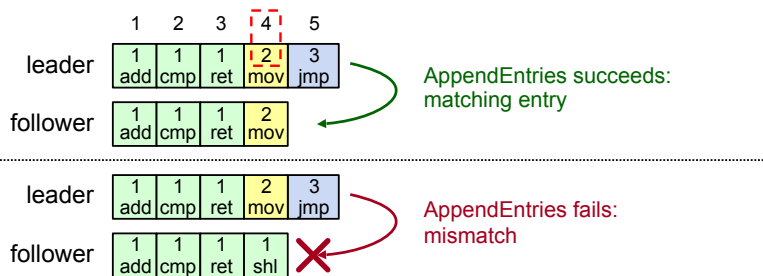 1 2 3 4 5
leader
1 1 1 2 3
add cmp ret mov jmp
AppendEntries succeeds:
matching entry
follower
1 1 1 2
add cmp ret mov
leader
1 1 1 2 3
add cmp ret mov jmp
AppendEntries fails:
mismatch
follower
1 1 1 1
add cmp ret shl